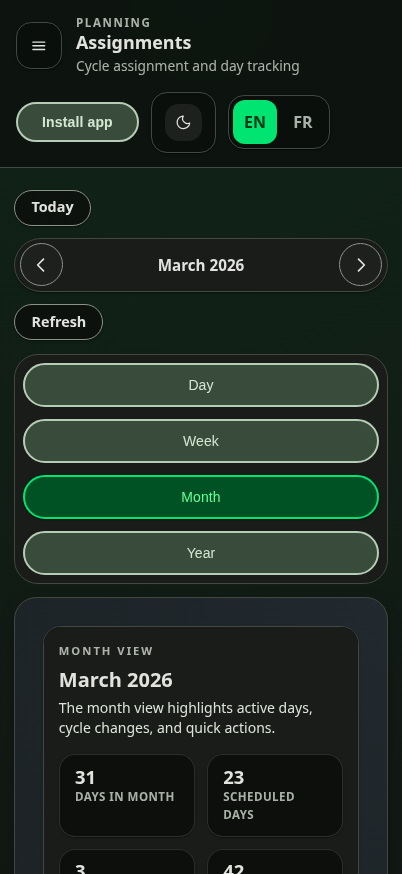 PLANNING
Assignments
Cycle assignment and day tracking
Install app
EN
FR
Today
March 2026
Refresh
Day
Week
Month
Year
MONTH VIEW
March 2026
The month view highlights active days,
cycle changes, and quick actions.
31
DAYS IN MONTH
23
SCHEDULED
DAYS
3
42